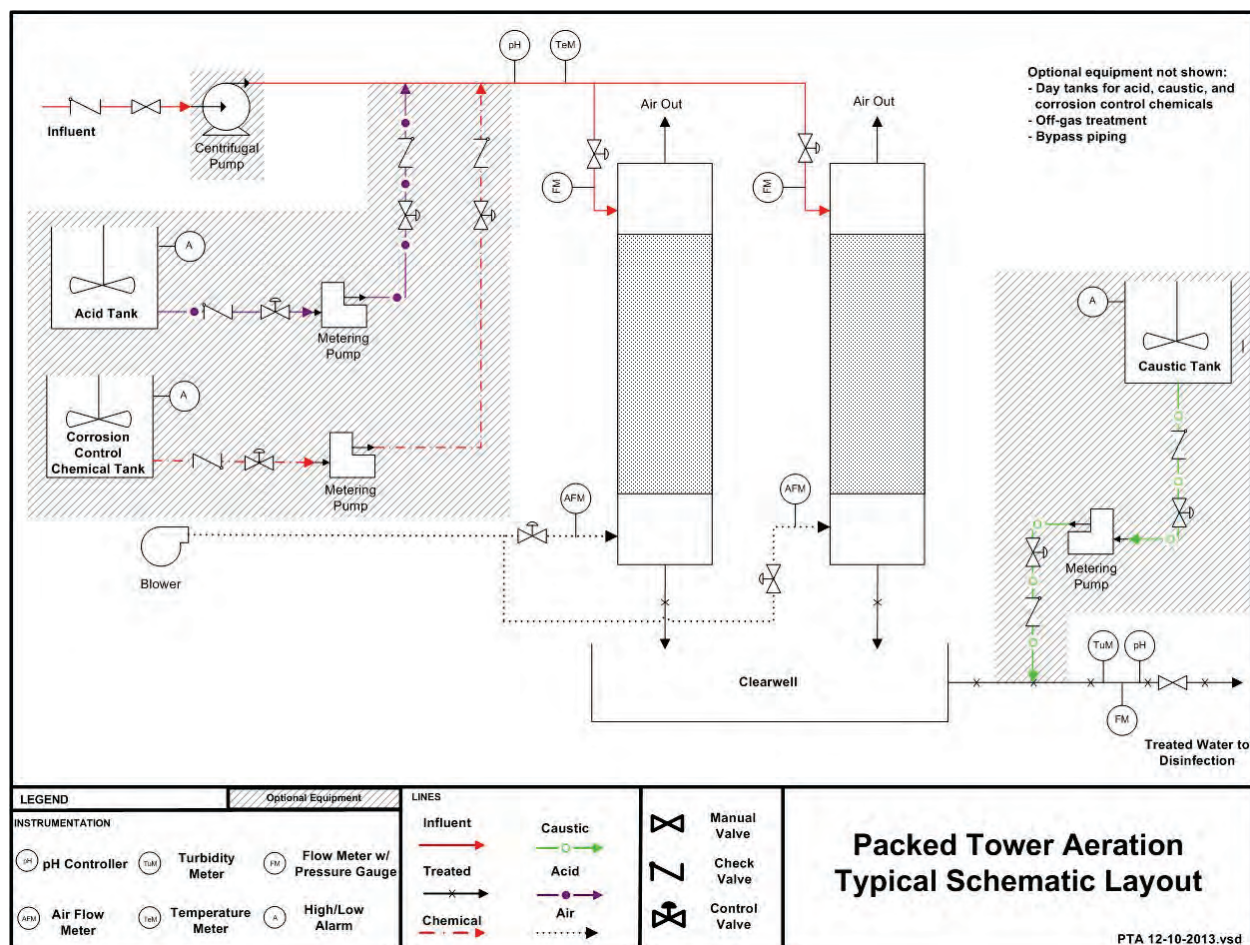 pH
TeM
Optional equipment not shown:
- Day tanks for acid, caustic, and
corrosion control chemicals
- Off-gas treatment
- Bypass piping
Air Out
Air Out
Influent
Centrifugal
Pump
FM
FM
A
Acid Tank
Metering
Pump
A
Caustic Tank
A
Corrosion
Control
Chemical Tank
Metering
Pump
AFM
AFM
Blower
Metering
Pump
Clearwell
TuM
pH
FM
Treated Water to
Disinfection
LEGEND
Optional Equipment
INSTRUMENTATION
pH
pH Controller
TuM
Turbidity
Meter
FM
Flow Meter w/
Pressure Gauge
AFM
Air Flow
Meter
TeM
Temperature
Meter
A
High/Low
Alarm
LINES
Influent
Caustic
Treated
Acid
Chemical
Air
Manual
Valve
Check
Valve
Control
Valve
Packed Tower Aeration
Typical Schematic Layout
PTA 12-10-2013.vsd